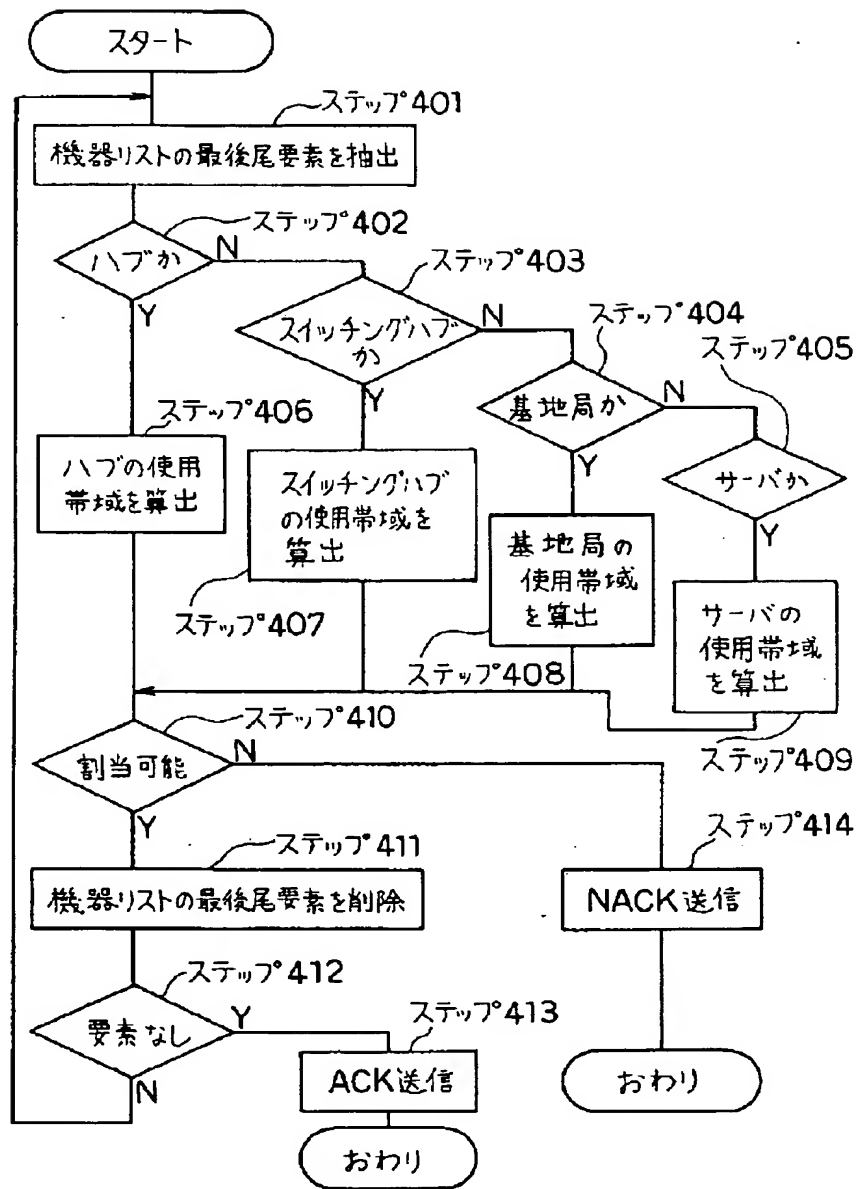 スタート
ステップ401
機器リストの最後尾要素を抽出
ステップ402
ハブか
N
Y
ステップ403
スイッチングハブ
か
N
Y
ステップ404
基地局か
N
Y
ステップ405
サーバか
Y
ステップ406
ハブの使用
帯域を算出
スイッチングハブ
の使用帯域を
算出
ステップ407
基地局の
使用帯域
を算出
ステップ408
サーバの
使用帯域
を算出
ステップ409
ステップ410
割当可能
N
Y
ステップ411
機器リストの最後尾要素を削除
ステップ412
要素なし
Y
N
ステップ413
ACK送信
おわり
ステップ414
NACK送信
おわり